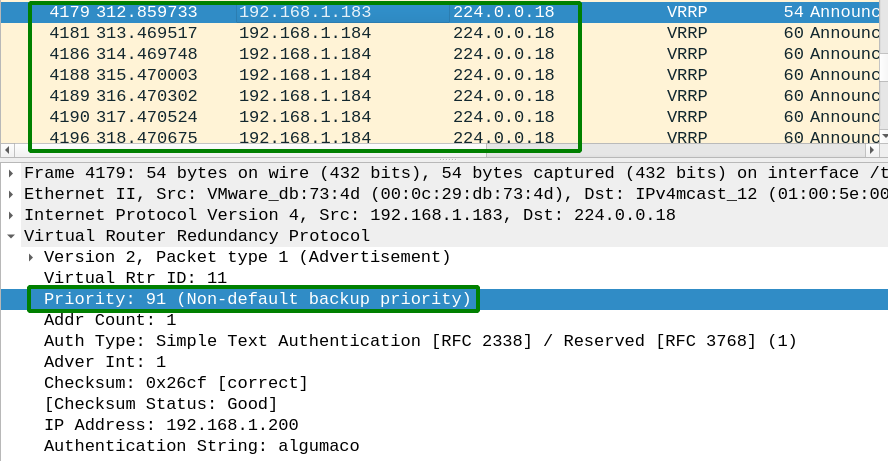 4179 312.859733 192.168.1.183 224.0.0.18 VRRP 54 Announc
4181 313.469517 192.168.1.184 224.0.0.18 VRRP 60 Announc
4186 314.469748 192.168.1.184 224.0.0.18 VRRP 60 Announc
4188 315.470003 192.168.1.184 224.0.0.18 VRRP 60 Announc
4189 316.470302 192.168.1.184 224.0.0.18 VRRP 60 Announc
4190 317.470524 192.168.1.184 224.0.0.18 VRRP 60 Announc
4196 318.470675 192.168.1.184 224.0.0.18 VRRP 60 Announc
Frame 4179: 54 bytes on wire (432 bits), 54 bytes captured (432 bits) on interface /t
Ethernet II, Src: VMware_db:73:4d (00:0c:29:db:73:4d), Dst: IPv4mcast_12 (01:00:5e:00
Internet Protocol Version 4, Src: 192.168.1.183, Dst: 224.0.0.18
Virtual Router Redundancy Protocol
Version 2, Packet type 1 (Advertisement)
Virtual Rtr ID: 11
Priority: 91 (Non-default backup priority)
Addr Count: 1
Auth Type: Simple Text Authentication [RFC 2338] / Reserved [RFC 3768] (1)
Adver Int: 1
Checksum: 0x26cf [correct]
[Checksum Status: Good]
IP Address: 192.168.1.200
Authentication String: algumaco